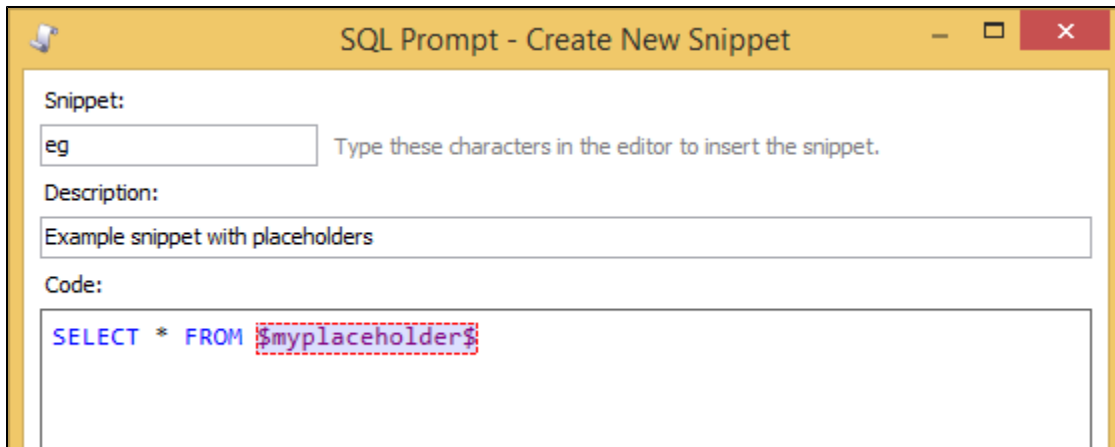 SQL Prompt - Create New Snippet
Snippet:
eg
Type these characters in the editor to insert the snippet.
Description:
Example snippet with placeholders
Code:
SELECT * FROM $myplaceholder$